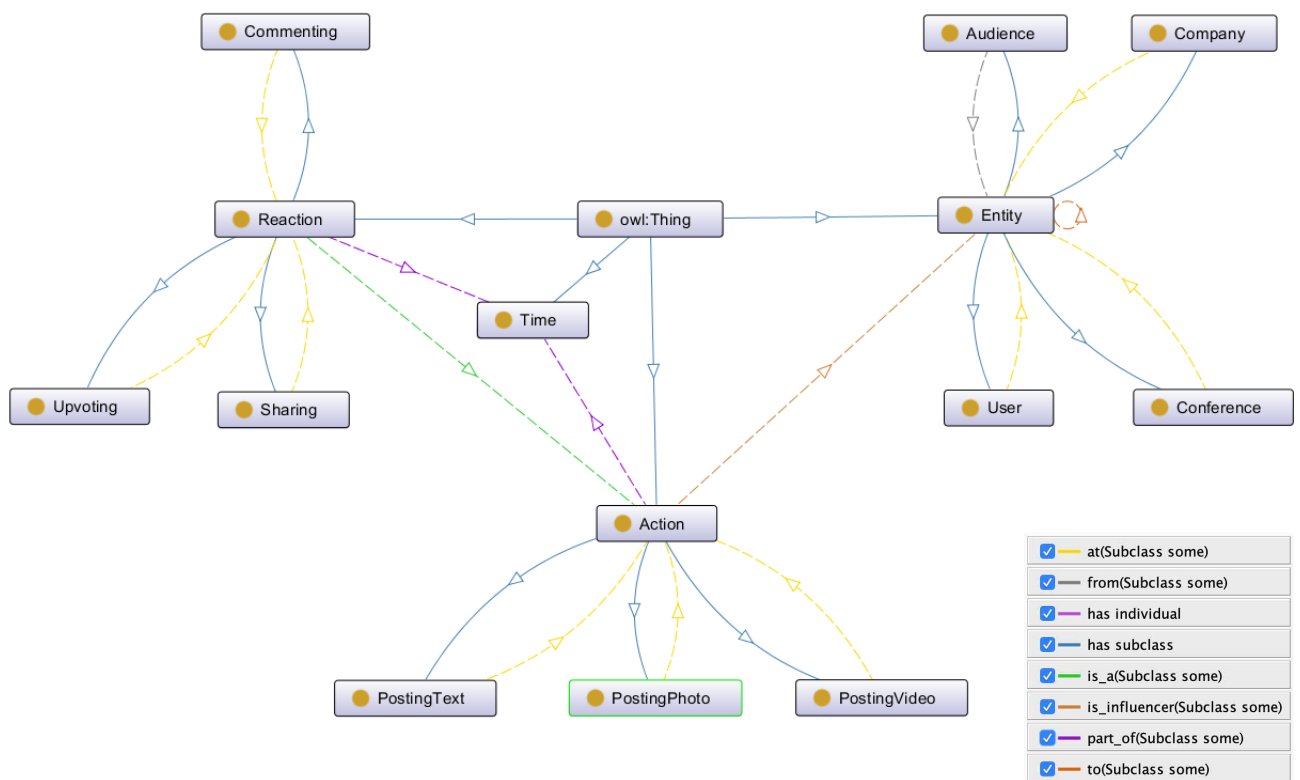 Commenting
Audience
Company
Reaction
owl:Thing
Entity
Time
Upvoting
Sharing
User
Conference
Action
PostingText
PostingPhoto
PostingVideo
at(Subclass some)
from(Subclass some)
has individual
has subclass
is_a(Subclass some)
is_influencer(Subclass some)
part_of(Subclass some)
to(Subclass some)